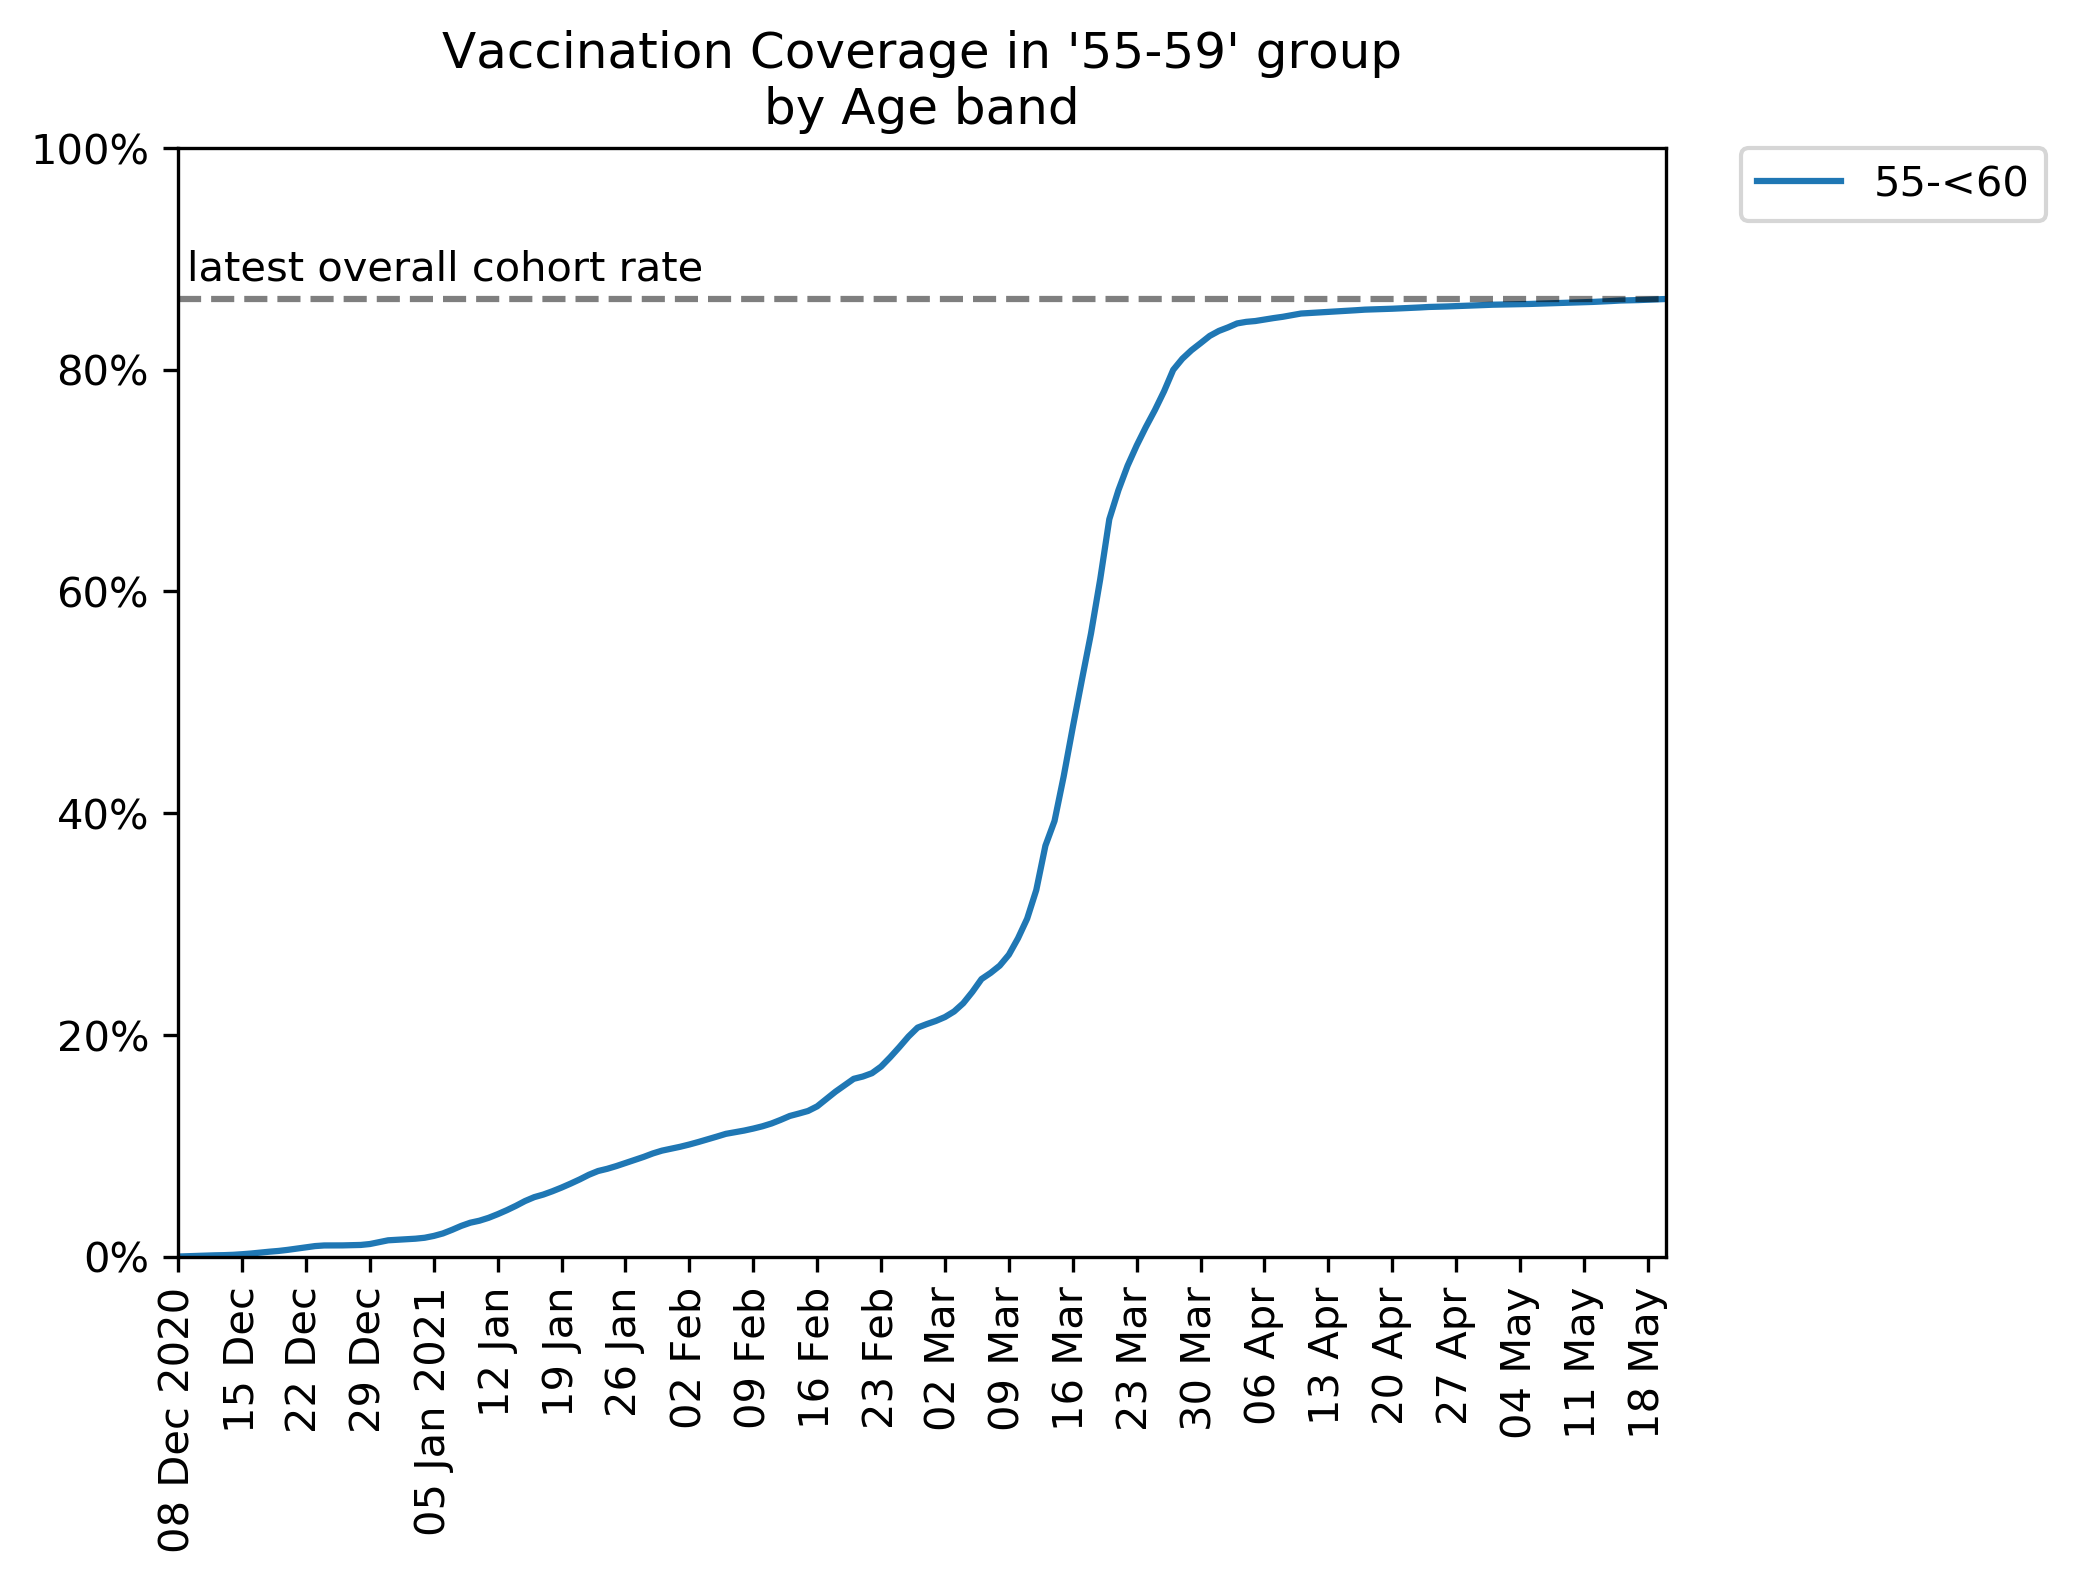 Vaccination Coverage in '55-59' group
by Age band
100%
80%
60%
40%
20%
0%
latest overall cohort rate
55-<60
08 Dec 2020
15 Dec
22 Dec
29 Dec
05 Jan 2021
12 Jan
19 Jan
26 Jan
02 Feb
09 Feb
16 Feb
23 Feb
02 Mar
09 Mar
16 Mar
23 Mar
30 Mar
06 Apr
13 Apr
20 Apr
27 Apr
04 May
11 May
18 May